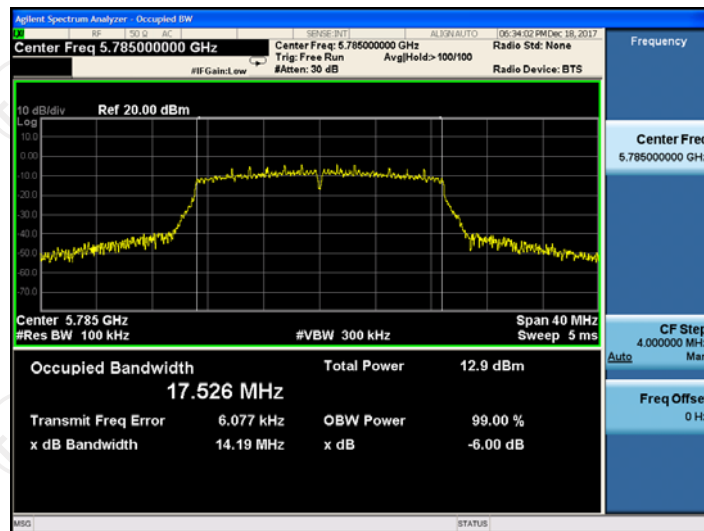 Agilent Spectrum Analyzer - Occupied BW
RF 50 Ω AC SENSE:INT ALIGNAUTO 06:34:02 PM Dec 18, 2017
Center Freq 5.785000000 GHz
Center Freq: 5.785000000 GHz
Radio Std: None
Trig: Free Run Avg|Hold:>100/100
#IFGain:Low #Atten: 30 dB Radio Device: BTS
Frequency
10 dB/div Ref 20.00 dBm
Log
10.0
0.00
-10.0
-20.0
-30.0
-40.0
-50.0
-60.0
-70.0
Center 5.785 GHz Span 40 MHz
#Res BW 100 kHz #VBW 300 kHz Sweep 5 ms
Occupied Bandwidth Total Power 12.9 dBm
17.526 MHz
Transmit Freq Error 6.077 kHz OBW Power 99.00 %
x dB Bandwidth 14.19 MHz x dB -6.00 dB
Center Freq
5.785000000 GHz
CF Step
4.000000 MHz
Auto Man
Freq Offse
0 Hz
MSG STATUS